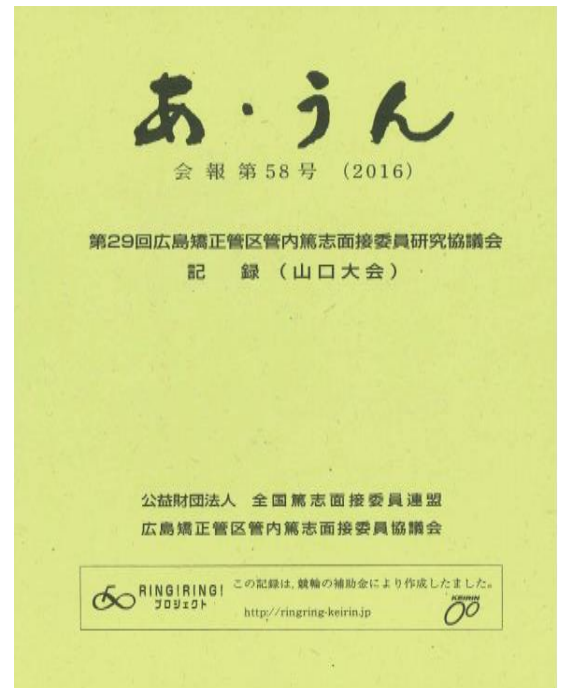 あ・うん
会報第58号 (2016)
第29回広島矯正管区管内篤志面接委員研究協議会
記 録 (山口大会)
公益財団法人 全国篤志面接委員連盟
広島矯正管区管内篤志面接委員協議会
RING!RING!
プロジェクト
この記録は、競輪の補助金により作成したました。
http://ringring-keirin.jp
KEIRIN